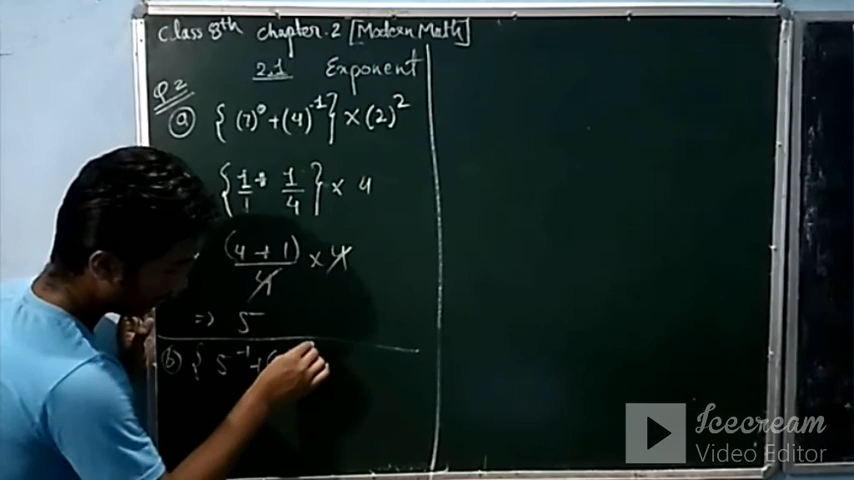 Class 8th chapter.2 [Modern Math]
2.1 Exponent
Q2
(a) {(7)⁰ + (4)⁻¹} × (2)²
{1/1 + 1/4} × 4
(4+1)/4 × 4
=> 5
(b) { 5⁻¹ + (
Icecream
Video Editor